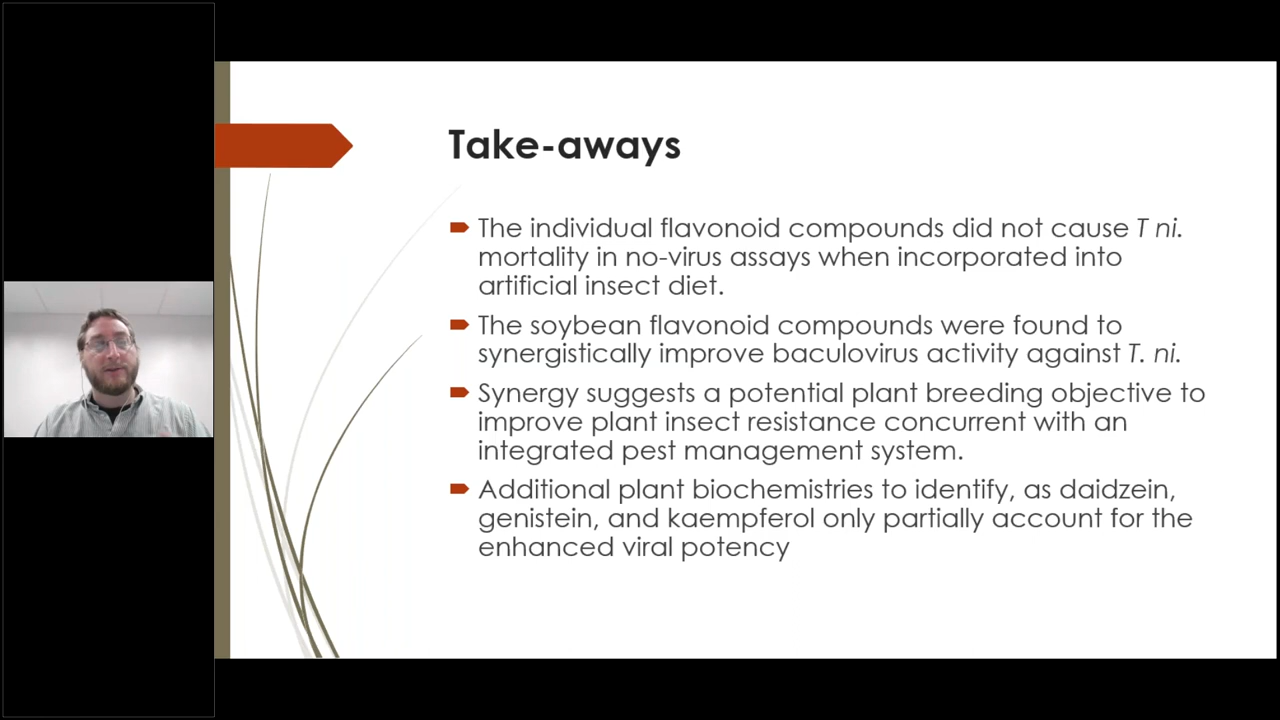 Take-aways
The individual flavonoid compounds did not cause T ni.
mortality in no-virus assays when incorporated into
artificial insect diet.
The soybean flavonoid compounds were found to
synergistically improve baculovirus activity against T. ni.
Synergy suggests a potential plant breeding objective to
improve plant insect resistance concurrent with an
integrated pest management system.
Additional plant biochemistries to identify, as daidzein,
genistein, and kaempferol only partially account for the
enhanced viral potency